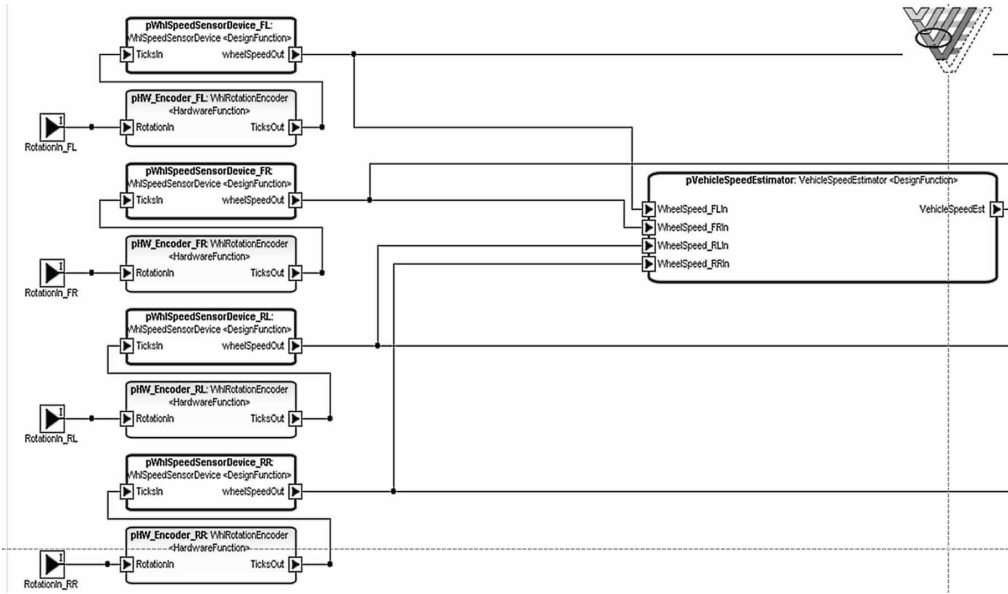 pWhlSpeedSensorDevice_FL:
WhlSpeedSensorDevice <DesignFunction>
TicksIn
wheelSpeedOut
pHW_Encoder_FL: WhlRotationEncoder
<HardwareFunction>
RotationIn
TicksOut
I
RotationIn_FL
pWhlSpeedSensorDevice_FR:
WhlSpeedSensorDevice <DesignFunction>
TicksIn
wheelSpeedOut
pHW_Encoder_FR: WhlRotationEncoder
<HardwareFunction>
RotationIn
TicksOut
I
RotationIn_FR
pVehicleSpeedEstimator: VehicleSpeedEstimator <DesignFunction>
WheelSpeed_FLIn
VehicleSpeedEst
WheelSpeed_FRIn
WheelSpeed_RLIn
WheelSpeed_RRIn
pWhlSpeedSensorDevice_RL:
WhlSpeedSensorDevice <DesignFunction>
TicksIn
wheelSpeedOut
pHW_Encoder_RL: WhlRotationEncoder
<HardwareFunction>
RotationIn
TicksOut
I
RotationIn_RL
pWhlSpeedSensorDevice_RR:
WhlSpeedSensorDevice <DesignFunction>
TicksIn
wheelSpeedOut
pHW_Encoder_RR: WhlRotationEncoder
<HardwareFunction>
RotationIn
TicksOut
I
RotationIn_RR